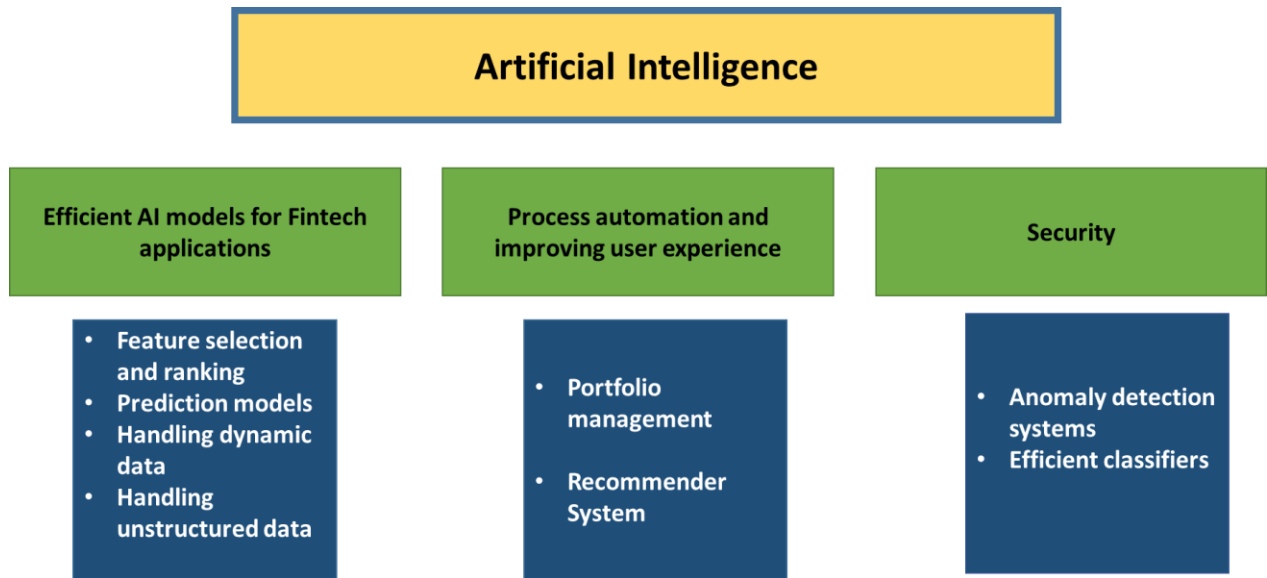 Artificial Intelligence
Efficient AI models for Fintech
applications
Process automation and
improving user experience
Security
• Feature selection
and ranking
• Prediction models
• Handling dynamic
data
• Handling
unstructured data
• Portfolio
management
• Recommender
System
• Anomaly detection
systems
• Efficient classifiers